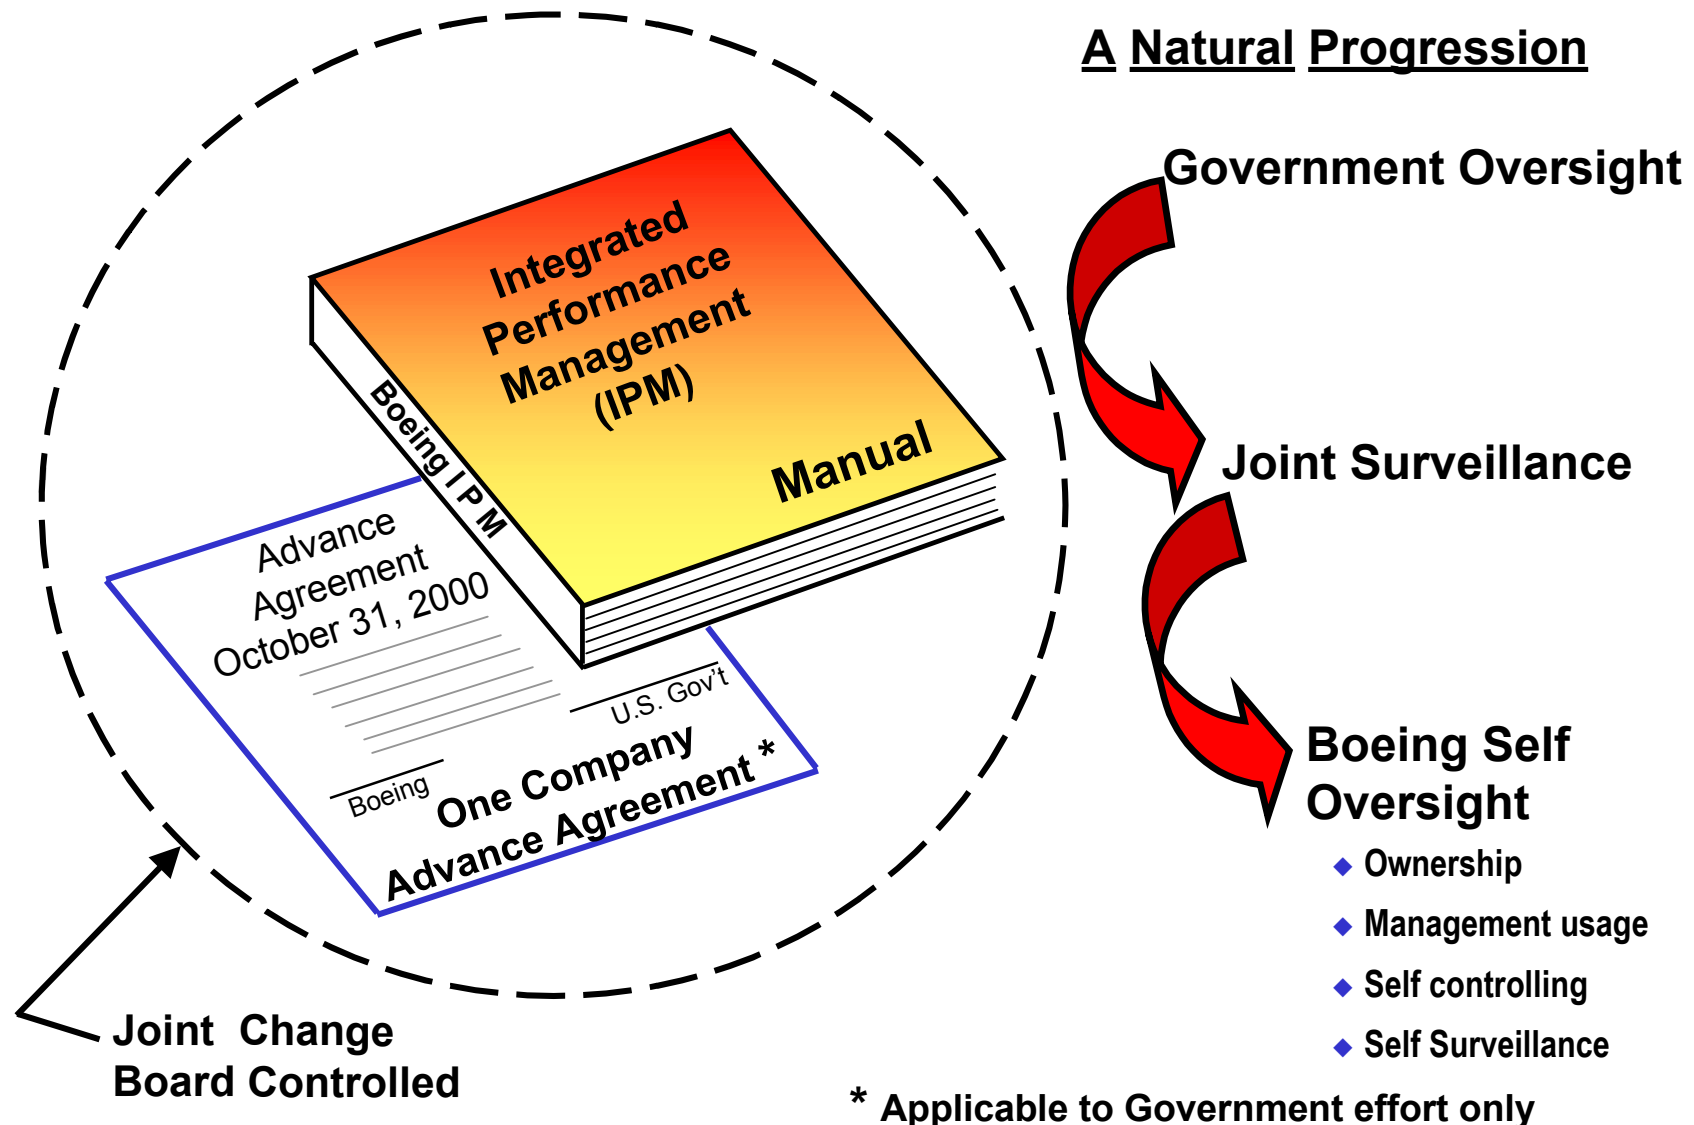 A Natural Progression
Government Oversight
Integrated
Performance
Management
(IPM)
Manual
Boeing I P M
Joint Surveillance
Advance
Agreement
October 31, 2000
U.S. Gov't
Boeing
One Company
Advance Agreement *
Boeing Self
Oversight
◆ Ownership
◆ Management usage
◆ Self controlling
◆ Self Surveillance
Joint Change
Board Controlled
* Applicable to Government effort only